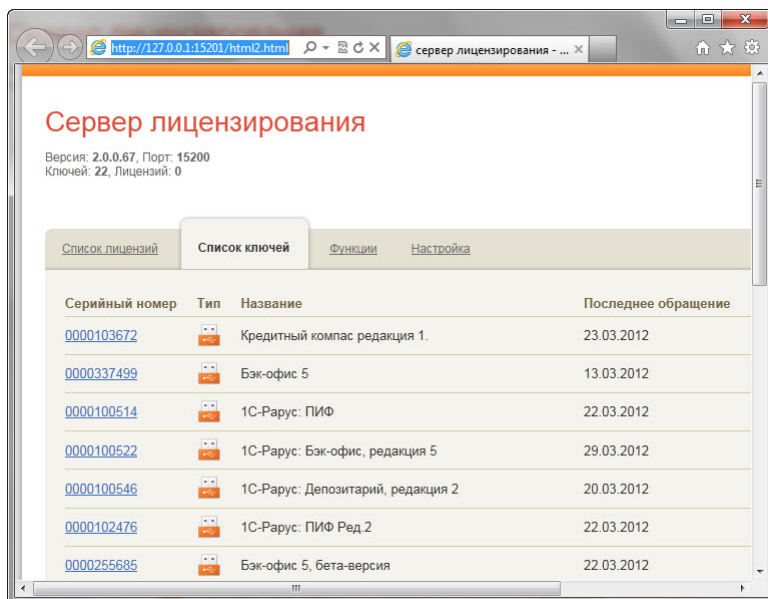 http://127.0.0.1:15201/html2.html
сервер лицензирования - ...
Сервер лицензирования
Версия: 2.0.0.67, Порт: 15200
Ключей: 22, Лицензий: 0
Список лицензий Список ключей Функции Настройка
Серийный номер Тип Название Последнее обращение
0000103672 Кредитный компас редакция 1. 23.03.2012
0000337499 Бэк-офис 5 13.03.2012
0000100514 1С-Рарус: ПИФ 22.03.2012
0000100522 1С-Рарус: Бэк-офис, редакция 5 29.03.2012
0000100546 1С-Рарус: Депозитарий, редакция 2 20.03.2012
0000102476 1С-Рарус: ПИФ Ред.2 22.03.2012
0000255685 Бэк-офис 5, бета-версия 22.03.2012